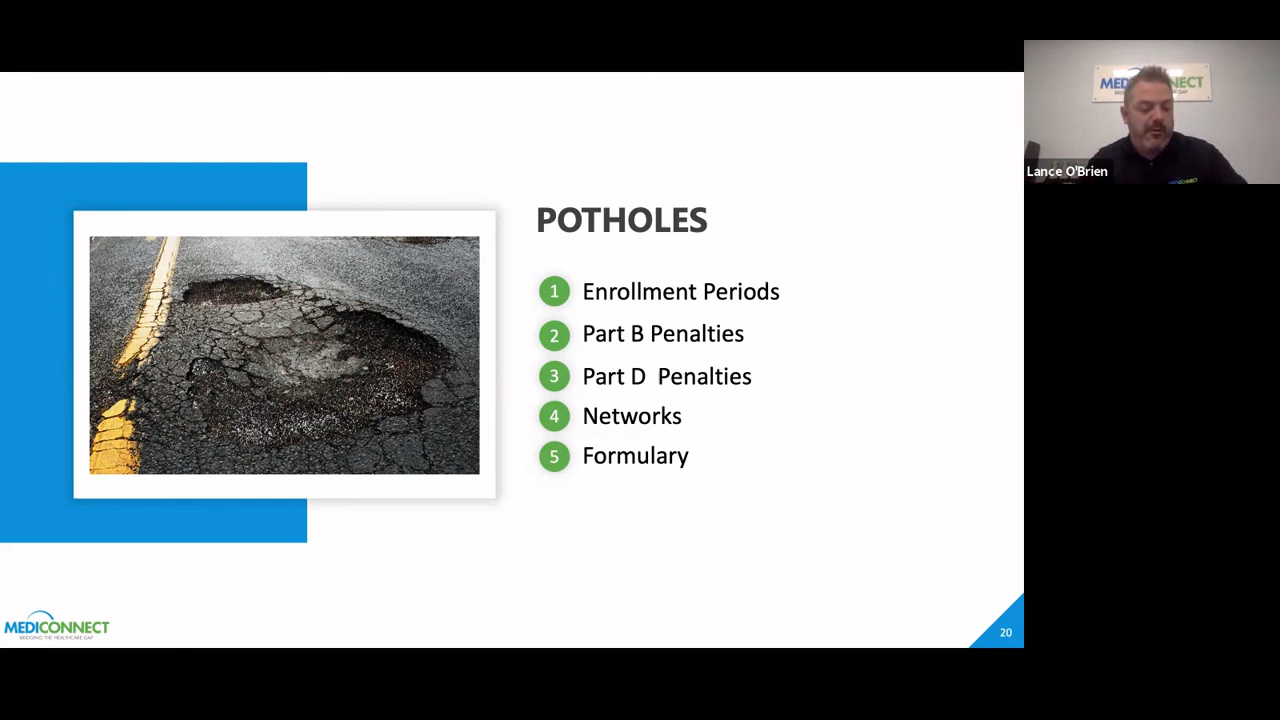 POTHOLES
1 Enrollment Periods
2 Part B Penalties
3 Part D  Penalties
4 Networks
5 Formulary
MEDICONNECT
BRIDGING THE HEALTHCARE GAP
20
Lance O'Brien